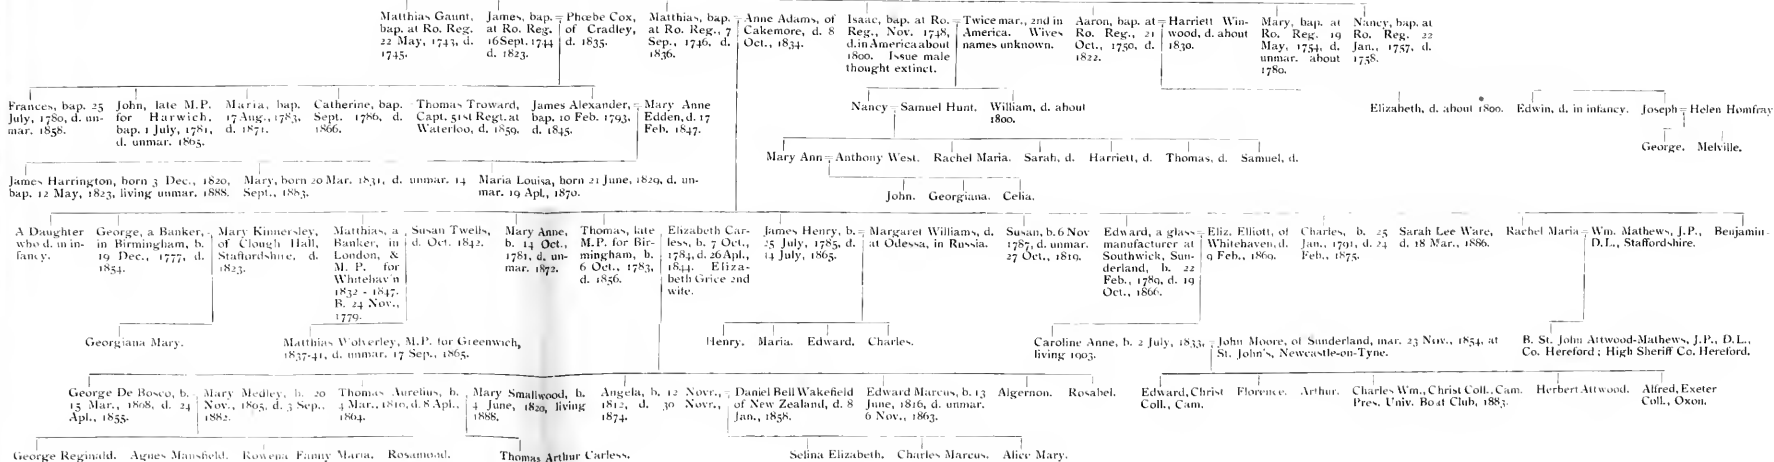 Matthias Gaunt,
bap. at Ro. Reg.
22 May, 1743, d.
1745.
James, bap.
at Ro. Reg.
16 Sept. 1744
d. 1823.
= Phœbe Cox,
of Cradley,
d. 1835.
Matthias, bap.
at Ro. Reg., 7
Sep., 1746, d.
1836.
= Anne Adams, of
Cakemore, d. 8
Oct., 1834.
Isaac, bap. at Ro.
Reg., Nov. 1748,
d. in America about
1800. Issue male
thought extinct.
= Twice mar., 2nd in
America. Wives
names unknown.
Aaron, bap. at
Ro. Reg., 21
Oct., 1750, d.
1822.
= Harriett Win-
wood, d. about
1830.
Mary, bap. at
Ro. Reg. 19
May, 1754, d.
unmar. about
1780.
Nancy, bap. at
Ro. Reg. 22
Jan., 1757, d.
1758.
Frances, bap. 25
July, 1780, d. un-
mar. 1858.
John, late M.P.
for Harwich,
bap. 1 July, 1781,
d. unmar. 1865.
Maria, bap.
17 Aug., 1783,
d. 1871.
Catherine, bap.
Sept. 1786, d.
1866.
Thomas Troward,
Capt. 51st Regt. at
Waterloo, d. 1859.
James Alexander,
bap. 10 Feb. 1793,
d. 1845.
= Mary Anne
Edden, d. 17
Feb. 1847.
Nancy = Samuel Hunt.
William, d. about
1800.
Elizabeth, d. about 1800.
Edwin, d. in infancy.
Joseph = Helen Homfray
George. Melville.
Mary Ann = Anthony West. Rachel Maria. Sarah, d. Harriett, d. Thomas, d. Samuel, d.
James Harrington, born 3 Dec., 1820,
bap. 12 May, 1823, living unmar. 1888.
Mary, born 20 Mar. 1831, d. unmar. 14
Sept., 1883.
Maria Louisa, born 21 June, 1829, d. un-
mar. 19 Apl., 1870.
John. Georgiana. Celia.
A Daughter
who d. in in-
fancy.
George, a Banker,
in Birmingham, b.
19 Dec., 1777, d.
1854.
Mary Kinnersley,
of Clough Hall,
Staffordshire, d.
1823.
Matthias, a
Banker, in
London, &
M. P. for
Whitehav'n
1832 - 1847.
B. 24 Nov.,
1779.
Susan Twells,
d. Oct. 1842.
Mary Anne,
b. 14 Oct.,
1781, d. un-
mar. 1872.
Thomas, late
M.P. for Bir-
mingham, b.
6 Oct., 1783,
d. 1856.
Elizabeth Car-
less, b. 7 Oct.,
1784, d. 26 Apl.,
1844. Eliza-
beth Grice 2nd
wife.
James Henry, b.
25 July, 1785, d.
14 July, 1865.
= Margaret Williams, d.
at Odessa, in Russia.
Susan, b. 6 Nov
1787, d. unmar.
27 Oct., 1819.
Edward, a glass
manufacturer at
Southwick, Sun-
derland, b. 22
Feb., 1789, d. 19
Oct., 1866.
= Eliz. Elliott, of
Whitehaven, d.
9 Feb., 1869.
Charles, b. 25
Jan., 1791, d. 24
Feb., 1875.
Sarah Lee Ware,
d. 18 Mar., 1886.
Rachel Maria = Wm. Mathews, J.P.,
D.L., Staffordshire.
Benjamin
Georgiana Mary.
Matthias Wolverley, M.P. for Greenwich,
1837-41, d. unmar. 17 Sep., 1865.
Henry. Maria. Edward. Charles.
Caroline Anne, b. 2 July, 1833,
living 1903.
= John Moore, of Sunderland, mar. 23 Nov., 1854, at
St. John's, Newcastle-on-Tyne.
B. St. John Attwood-Mathews, J.P., D.L.,
Co. Hereford; High Sheriff Co. Hereford.
George De Bosco, b.
15 Mar., 1808, d. 24
Apl., 1855.
= Mary Medley, b. 20
Nov., 1805, d. 3 Sep.,
1882.
Thomas Aurelius, b.
4 Mar., 1810, d. 8 Apl.,
1864.
Mary Smallwood, b.
4 June, 1820, living
1888.
Angela, b. 12 Novr.,
1812, d. 30 Novr.,
1874.
= Daniel Bell Wakefield
of New Zealand, d. 8
Jan., 1858.
Edward Marcus, b. 13
June, 1816, d. unmar.
6 Nov., 1863.
Algernon. Rosabel.
Edward, Christ
Coll., Cam.
Florence. Arthur.
Charles Wm., Christ Coll., Cam.
Pres. Univ. Boat Club, 1883.
Herbert Attwood.
Alfred, Exeter
Coll., Oxon.
George Reginald. Agnes Mansfield. Rowena Fanny Maria. Rosamond.
Thomas Arthur Carless.
Selina Elizabeth. Charles Marcus. Alice Mary.